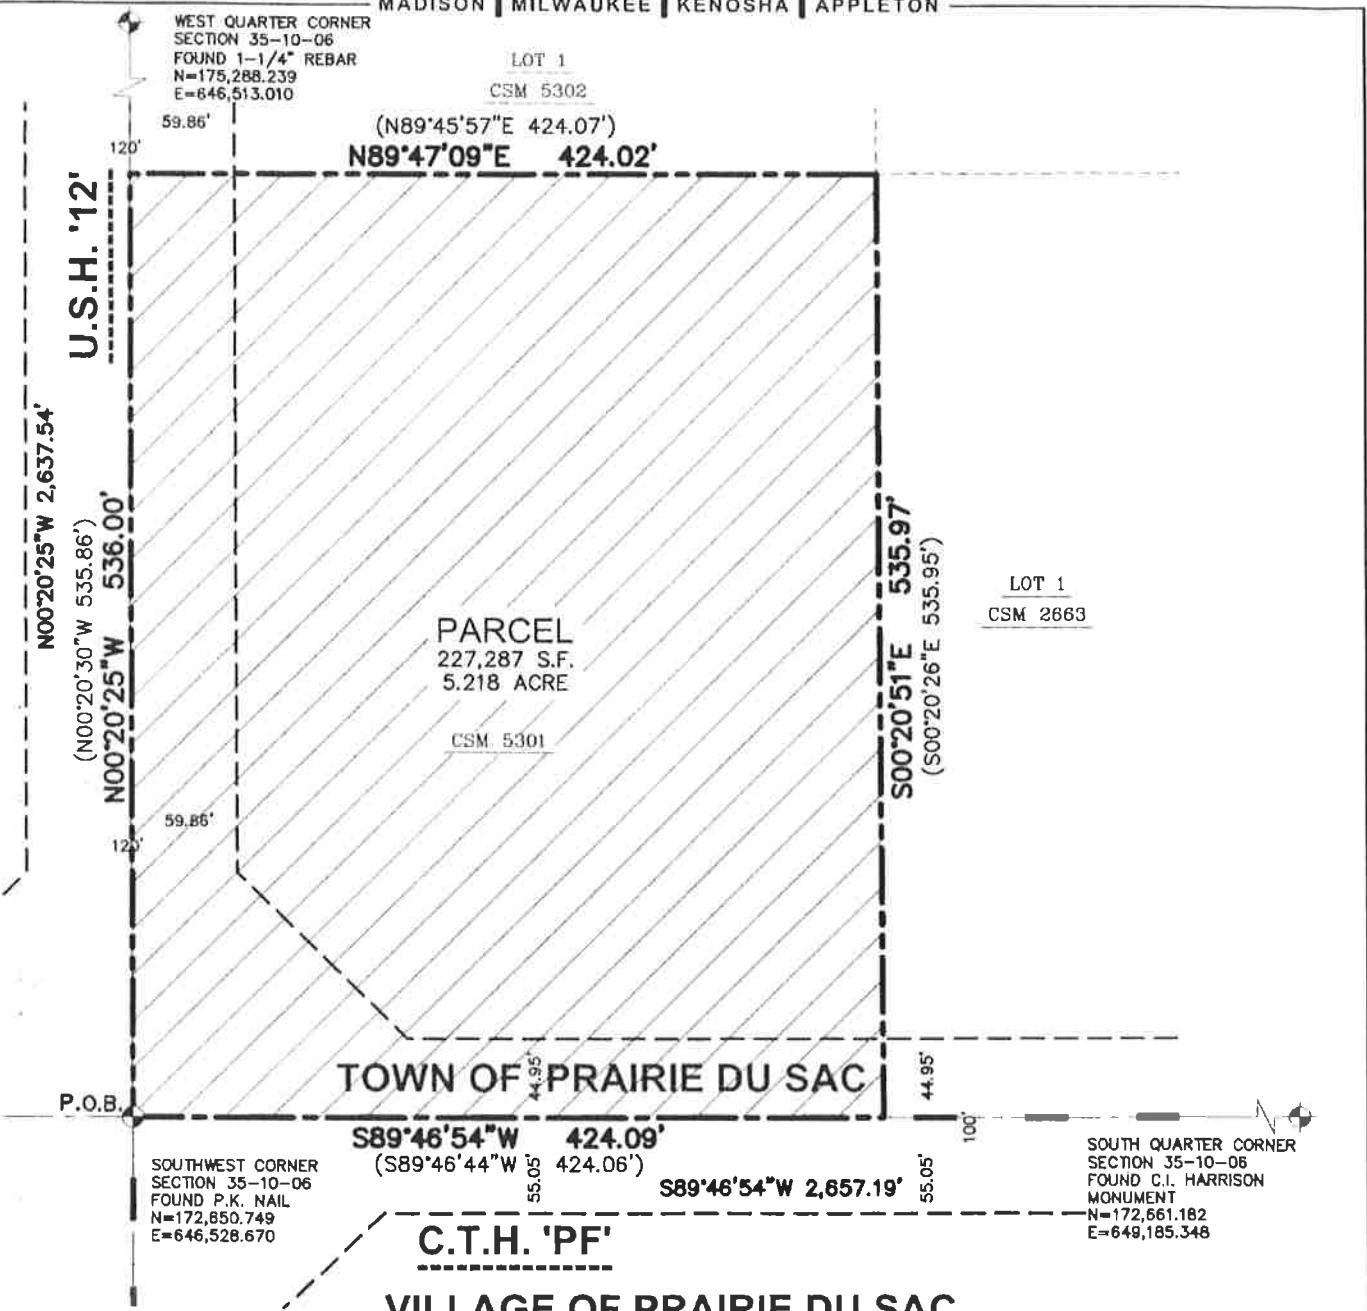 MADISON | MILWAUKEE | KENOSHA | APPLETON
WEST QUARTER CORNER
SECTION 35-10-06
FOUND 1-1/4" REBAR
N=175,288.239
E=646,513.010
LOT 1
CSM 5302
59.86'
120'
(N89°45'57"E 424.07')
N89°47'09"E 424.02'
U.S.H. '12'
N00°20'25"W 2,637.54'
(N00°20'30"W 535.86')
N00°20'25"W 536.00'
PARCEL
227,287 S.F.
5.218 ACRE
CSM 5301
S00°20'51"E 535.97'
(S00°20'26"E 535.95')
LOT 1
CSM 2663
59.86'
120'
TOWN OF PRAIRIE DU SAC
44.95'
44.95'
P.O.B.
100'
S89°46'54"W 424.09'
(S89°46'44"W 424.06')
55.05'
55.05'
S89°46'54"W 2,657.19'
SOUTHWEST CORNER
SECTION 35-10-06
FOUND P.K. NAIL
N=172,650.749
E=646,528.670
SOUTH QUARTER CORNER
SECTION 35-10-06
FOUND C.I. HARRISON
MONUMENT
N=172,661.182
E=649,185.348
C.T.H. 'PF'
VILLAGE OF PRAIRIE DU SAC